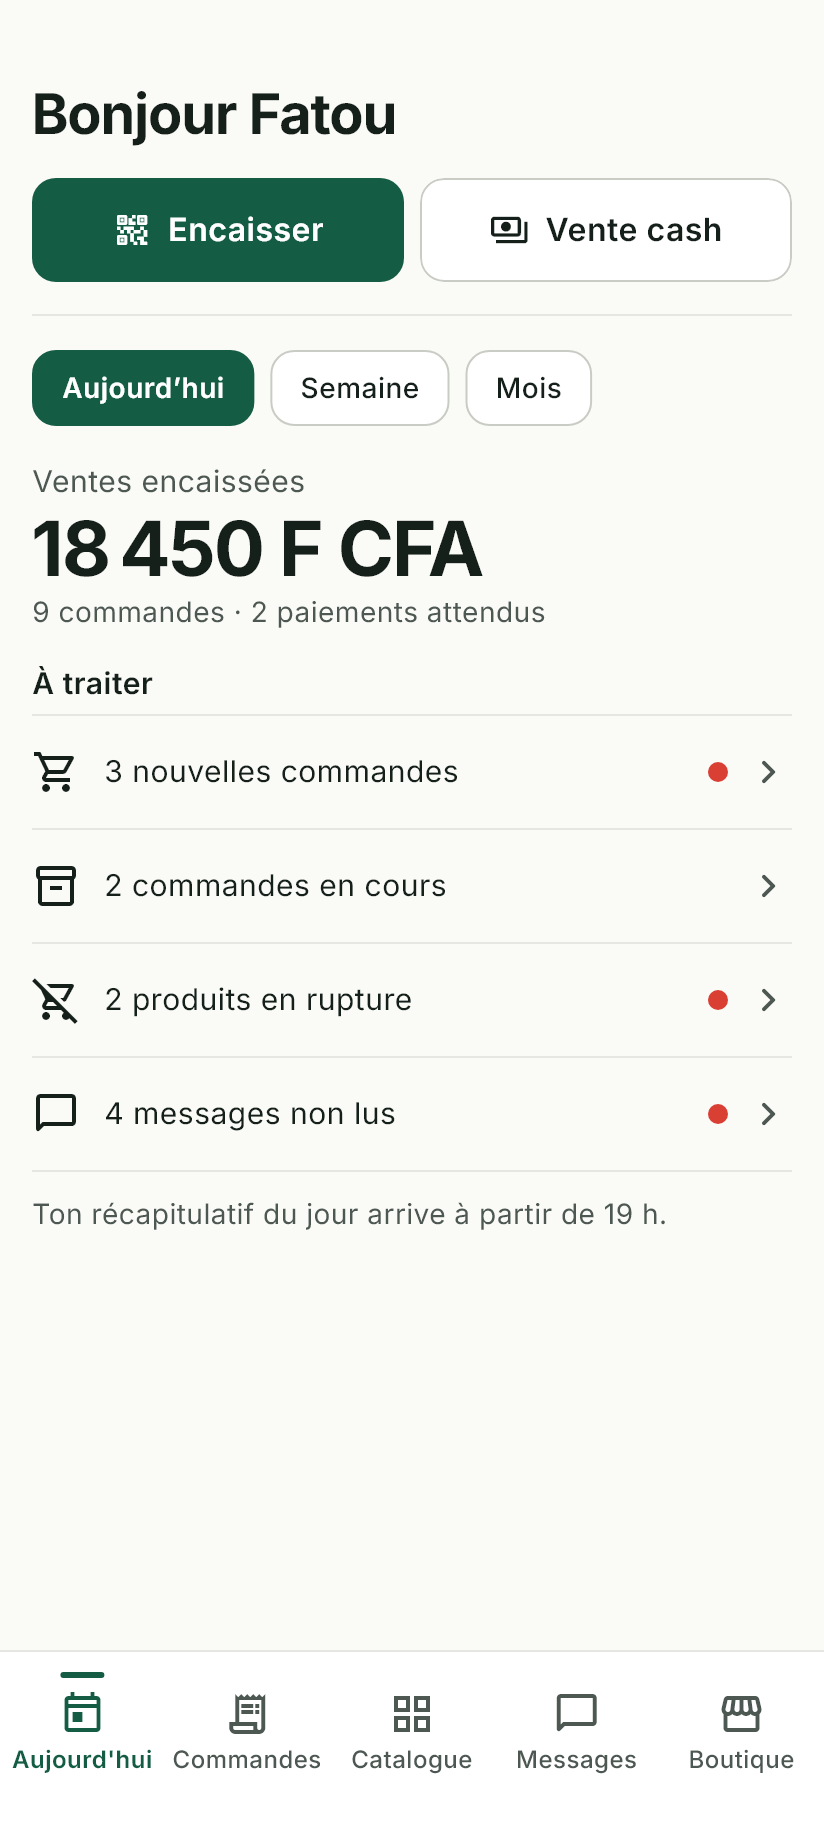 Bonjour Fatou
Encaisser
Vente cash
Aujourd’hui
Semaine
Mois
Ventes encaissées
18 450 F CFA
9 commandes · 2 paiements attendus
À traiter
3 nouvelles commandes
2 commandes en cours
2 produits en rupture
4 messages non lus
Ton récapitulatif du jour arrive à partir de 19 h.
Aujourd'hui
Commandes
Catalogue
Messages
Boutique